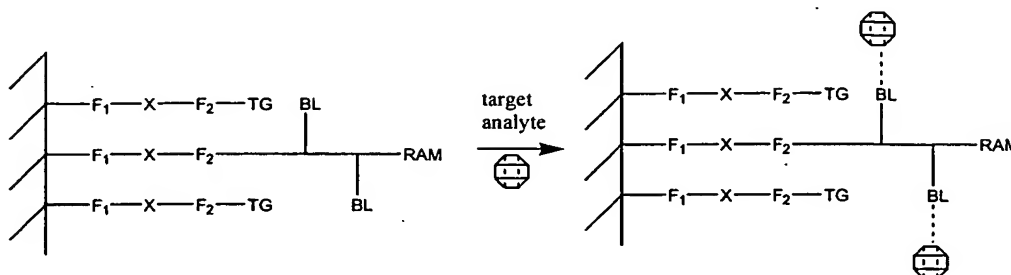 F₁—X—F₂—TG BL
F₁—X—F₂ RAM
F₁—X—F₂—TG BL
target
analyte
BL
F₁—X—F₂—TG
F₁—X—F₂ RAM
F₁—X—F₂—TG BL